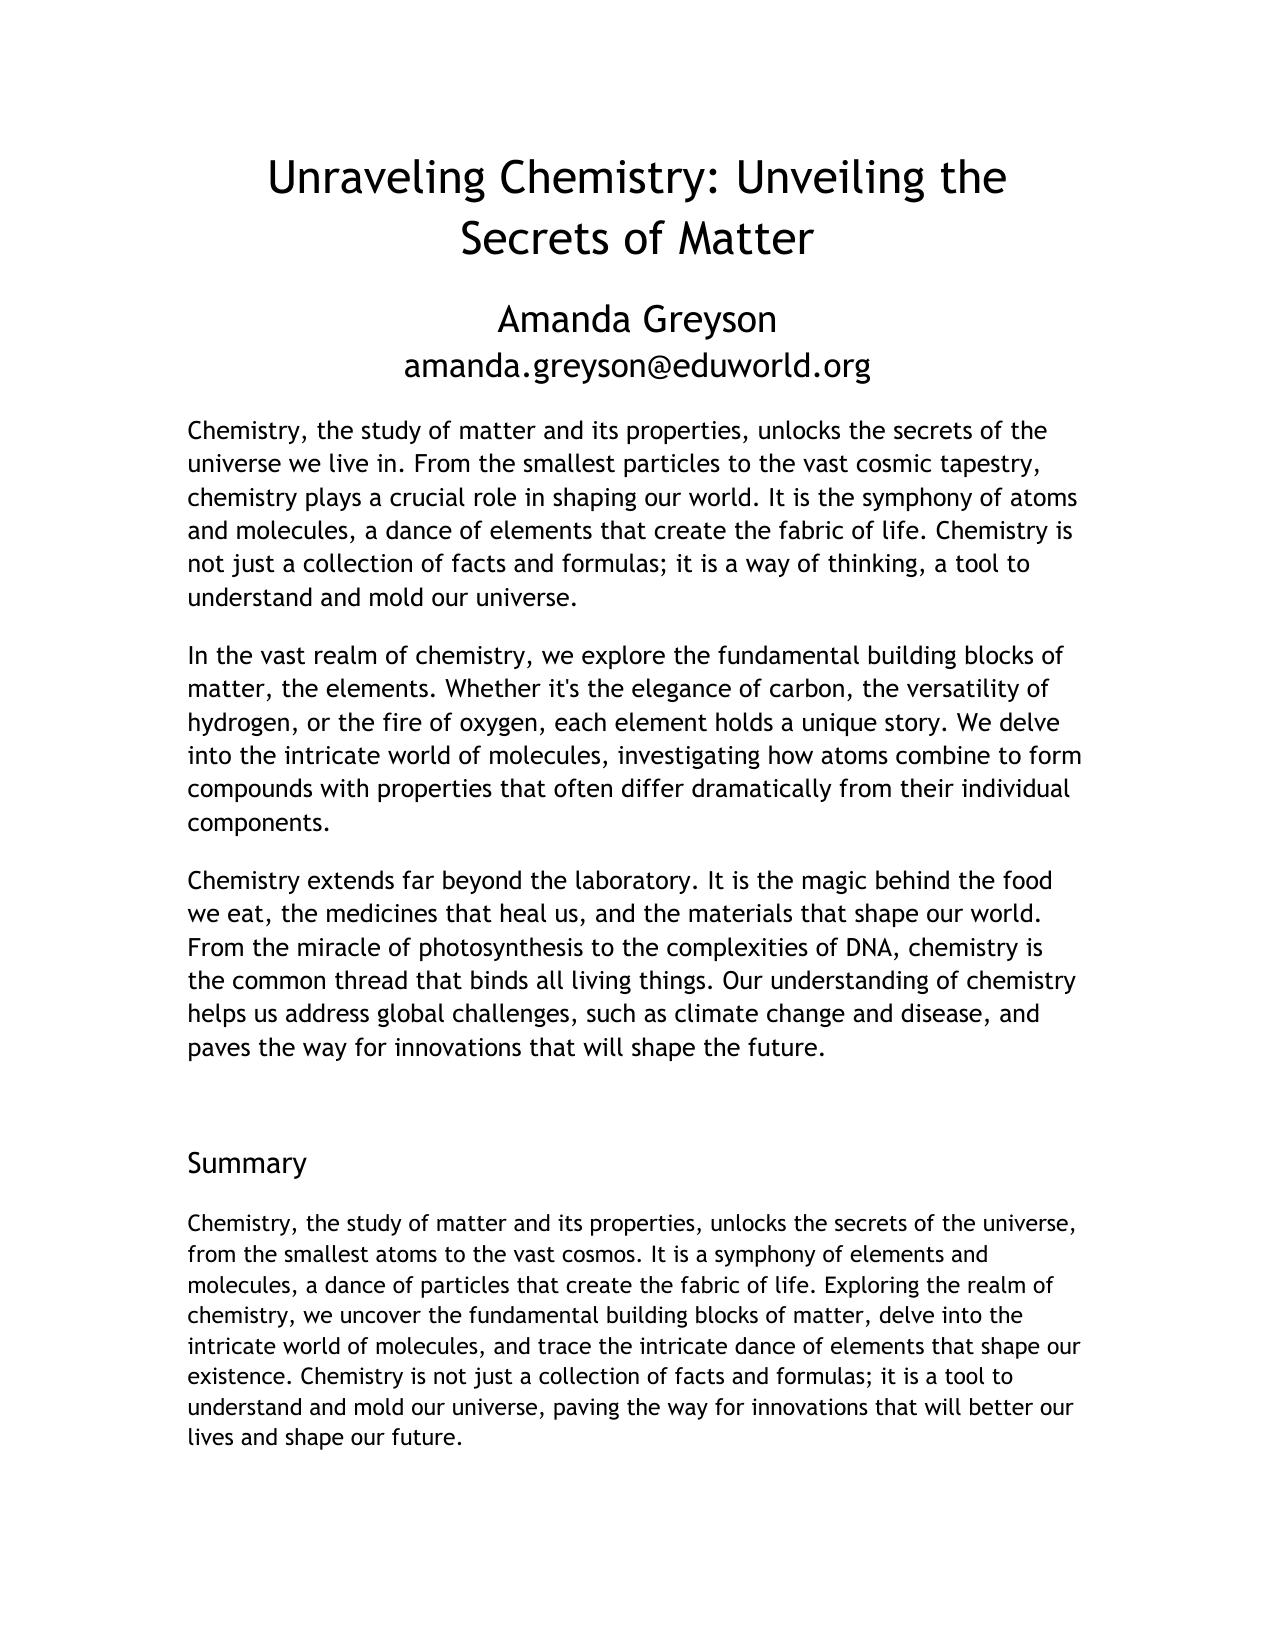 Unraveling Chemistry: Unveiling the
Secrets of Matter
Amanda Greyson
amanda.greyson@eduworld.org
Chemistry, the study of matter and its properties, unlocks the secrets of the
universe we live in. From the smallest particles to the vast cosmic tapestry,
chemistry plays a crucial role in shaping our world. It is the symphony of atoms
and molecules, a dance of elements that create the fabric of life. Chemistry is
not just a collection of facts and formulas; it is a way of thinking, a tool to
understand and mold our universe.
In the vast realm of chemistry, we explore the fundamental building blocks of
matter, the elements. Whether it's the elegance of carbon, the versatility of
hydrogen, or the fire of oxygen, each element holds a unique story. We delve
into the intricate world of molecules, investigating how atoms combine to form
compounds with properties that often differ dramatically from their individual
components.
Chemistry extends far beyond the laboratory. It is the magic behind the food
we eat, the medicines that heal us, and the materials that shape our world.
From the miracle of photosynthesis to the complexities of DNA, chemistry is
the common thread that binds all living things. Our understanding of chemistry
helps us address global challenges, such as climate change and disease, and
paves the way for innovations that will shape the future.
Summary
Chemistry, the study of matter and its properties, unlocks the secrets of the universe,
from the smallest atoms to the vast cosmos. It is a symphony of elements and
molecules, a dance of particles that create the fabric of life. Exploring the realm of
chemistry, we uncover the fundamental building blocks of matter, delve into the
intricate world of molecules, and trace the intricate dance of elements that shape our
existence. Chemistry is not just a collection of facts and formulas; it is a tool to
understand and mold our universe, paving the way for innovations that will better our
lives and shape our future.